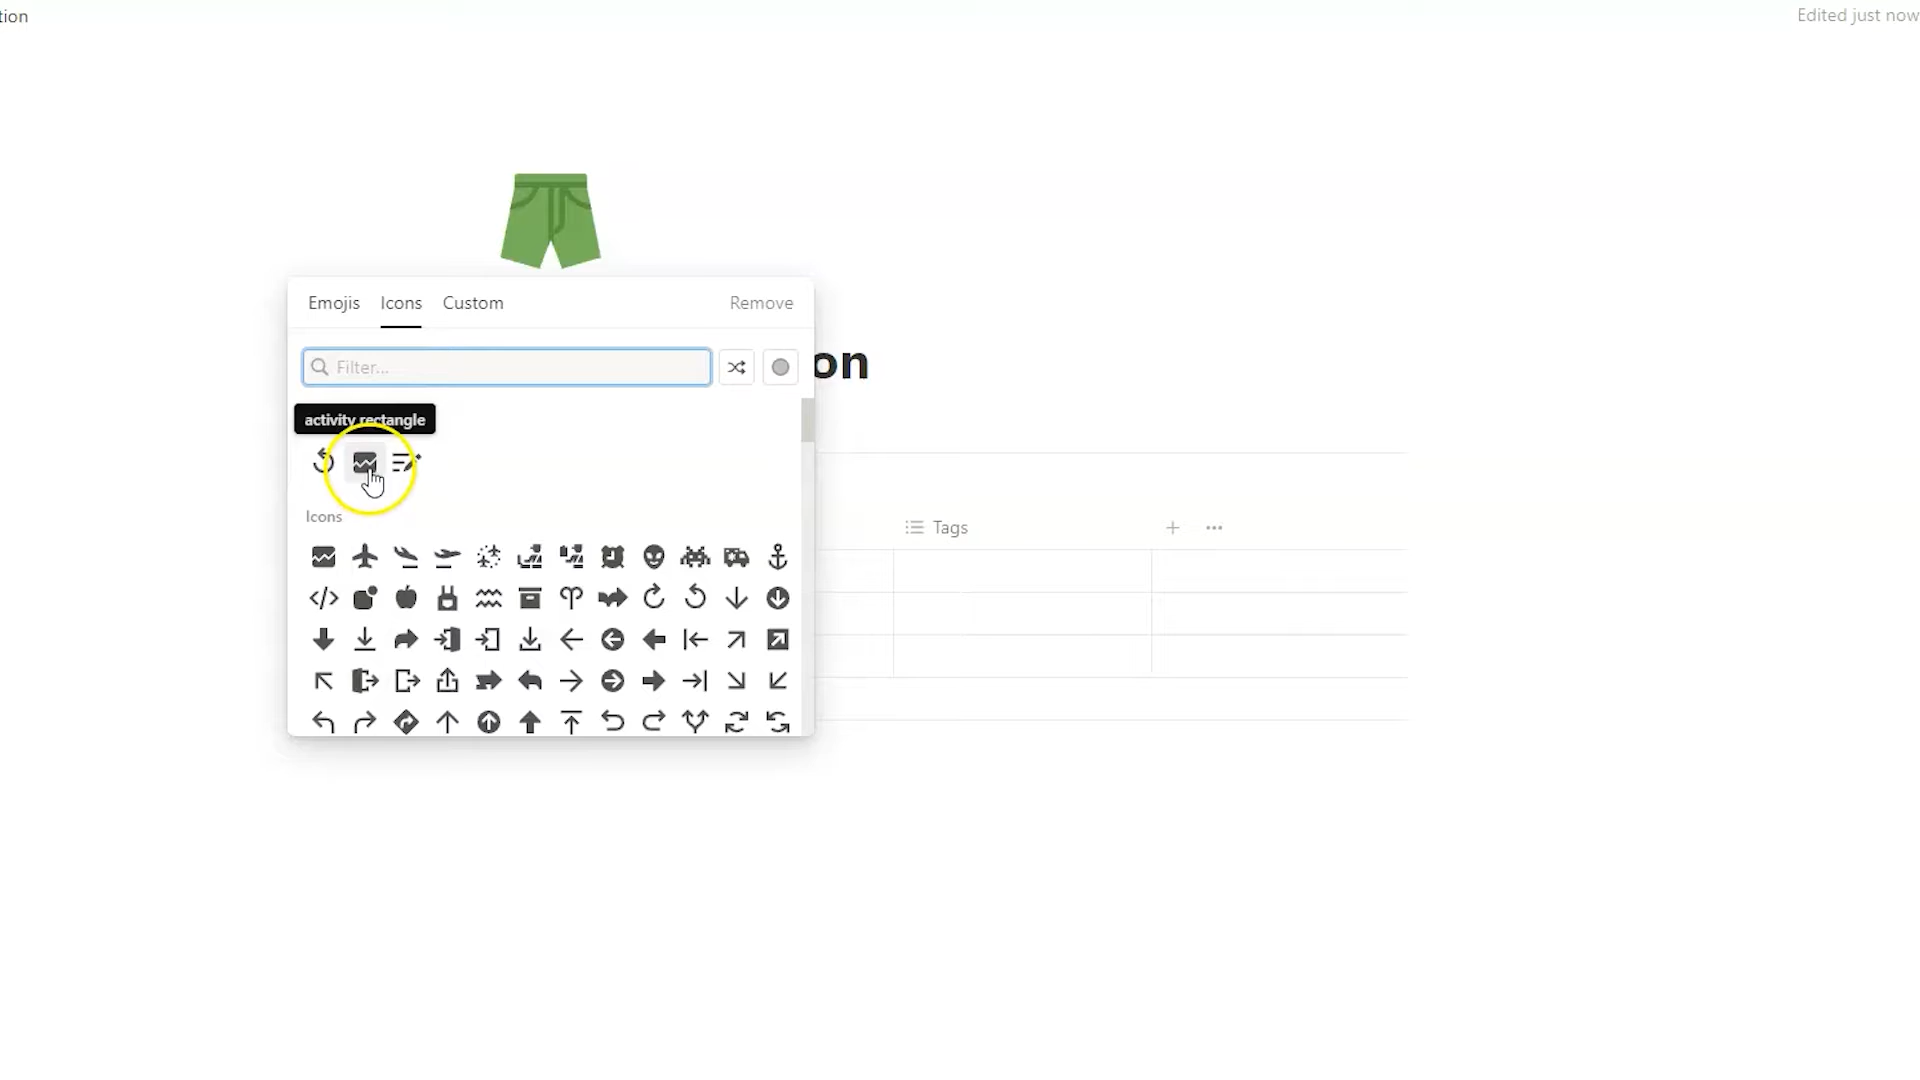 tion
Edited just now
Emojis Icons Custom Remove
Filter...
on
activity rectangle
Icons
Tags